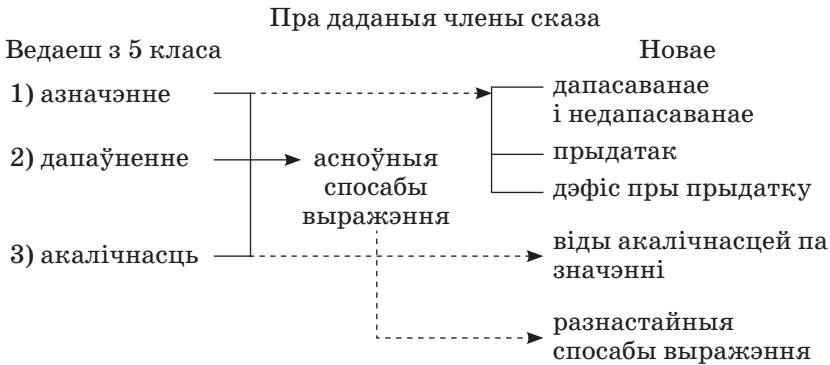 Пра даданыя члены сказа
Ведаеш з 5 класа
Новае
1) азначэнне
2) дапаўненне
3) акалічнасць
асноўныя
спосабы
выражэння
дапасаванае
і недапасаванае
прыдатак
дэфіс пры прыдатку
віды акалічнасцей па
значэнні
разнастайныя
спосабы выражэння